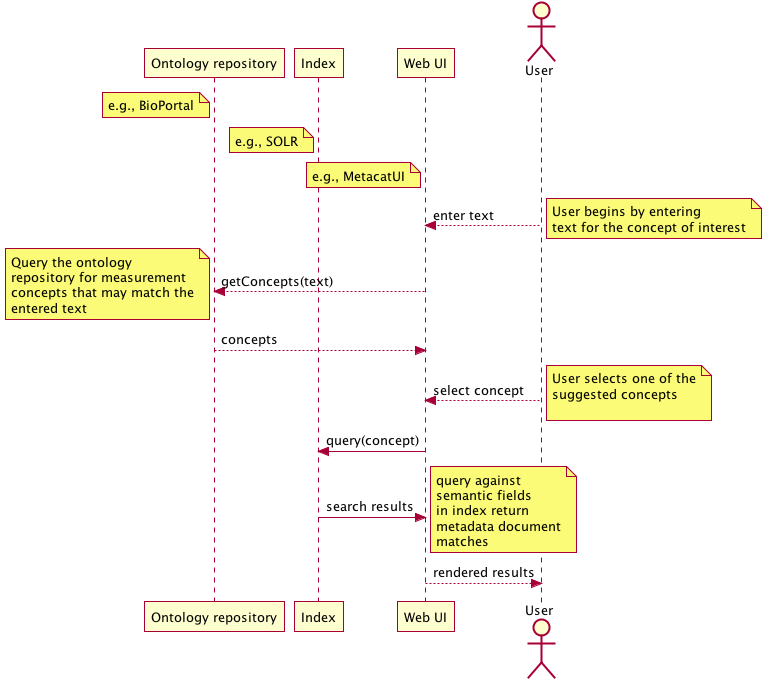 User
Ontology repository
Index
Web UI
e.g., BioPortal
e.g., SOLR
e.g., MetacatUI
enter text
User begins by entering
text for the concept of interest
Query the ontology
repository for measurement
concepts that may match the
entered text
getConcepts(text)
concepts
select concept
User selects one of the
suggested concepts
query(concept)
query against
semantic fields
in index return
metadata document
matches
search results
rendered results
Ontology repository
Index
Web UI
User